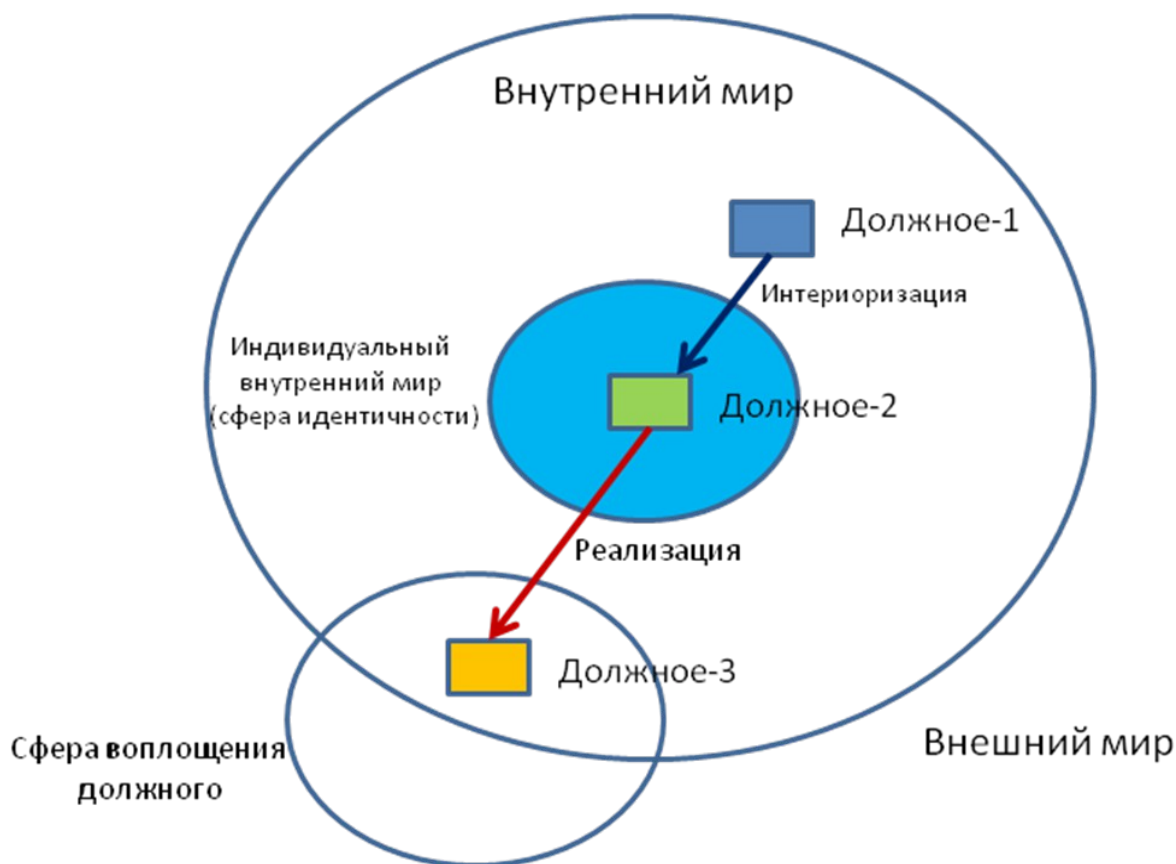 Внутренний мир
Должное-1
Интериоризация
Индивидуальный
внутренний мир
(сфера идентичности)
Должное-2
Реализация
Должное-3
Сфера воплощения
должного
Внешний мир